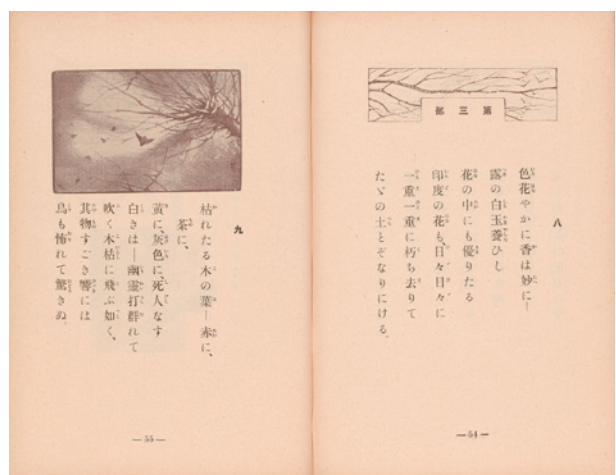 第三部
八
色花やかに香は妙に―
露の白玉養ひし
花の中にも優りたる
印度の花も、日々日々に
一重一重に朽ち去りて
たゞの土とぞなりにける。
―54―
九
枯れたる木の葉―赤に、
茶に、
黄に、灰色に、死人なす
白きは―幽靈打群れて
吹く木枯に飛ぶ如く、
其物すごき響には
鳥も怖れて驚きぬ。
―55―